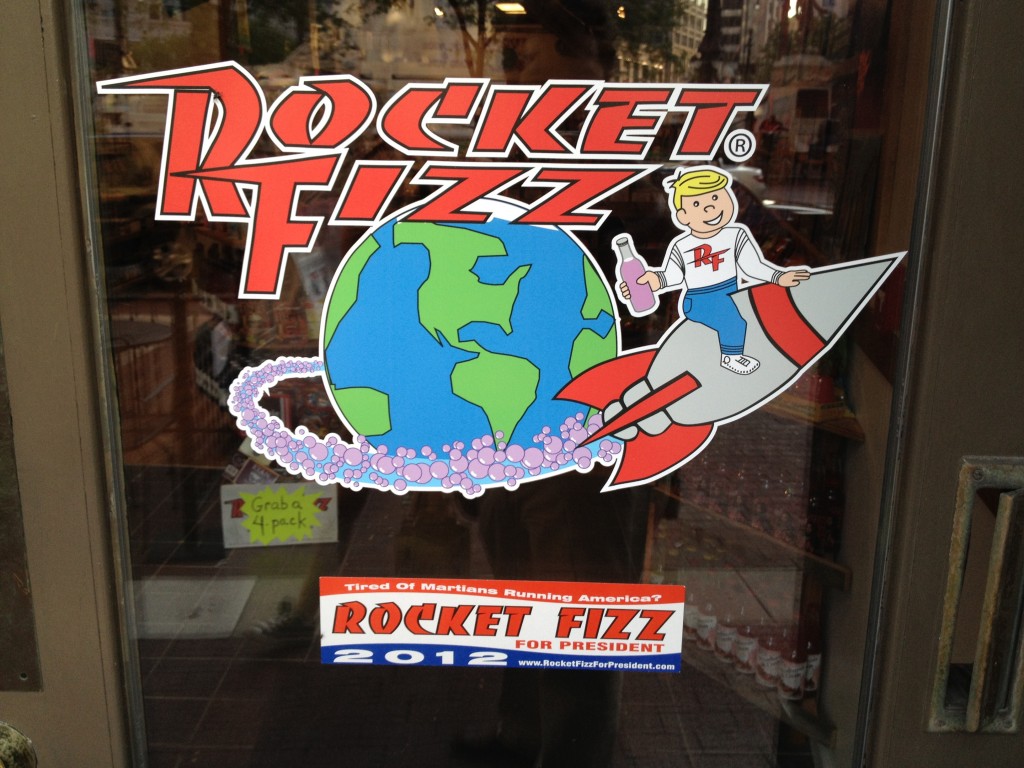 ROCKET
FIZZ
®
RF
Grab a
4-pack
Tired Of Martians Running America?
ROCKET FIZZ
FOR PRESIDENT
2012
www.RocketFizzForPresident.com